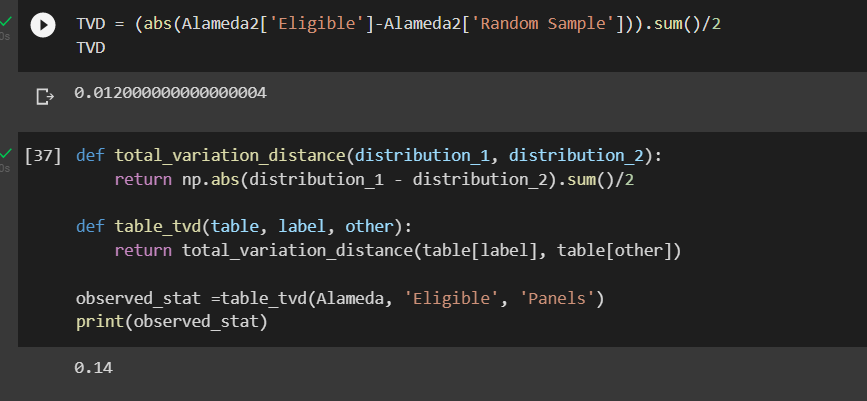 TVD = (abs(Alameda2['Eligible']-Alameda2['Random Sample'])).sum()/2
TVD
0s
0.012000000000000004
[37] def total_variation_distance(distribution_1, distribution_2):
0s
return np.abs(distribution_1 - distribution_2).sum()/2
def table_tvd(table, label, other):
return total_variation_distance(table[label], table[other])
observed_stat =table_tvd(Alameda, 'Eligible', 'Panels')
print(observed_stat)
0.14